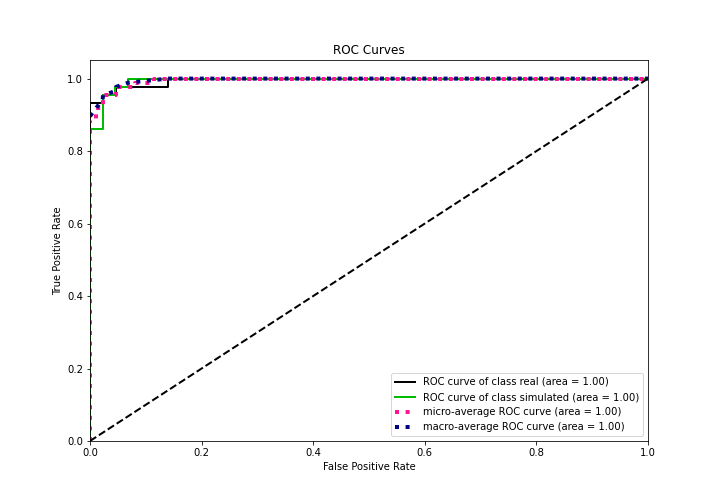 ROC Curves
True Positive Rate
1.0
0.8
0.6
0.4
0.2
0.0
0.0 0.2 0.4 0.6 0.8 1.0
False Positive Rate
ROC curve of class real (area = 1.00)
ROC curve of class simulated (area = 1.00)
micro-average ROC curve (area = 1.00)
macro-average ROC curve (area = 1.00)